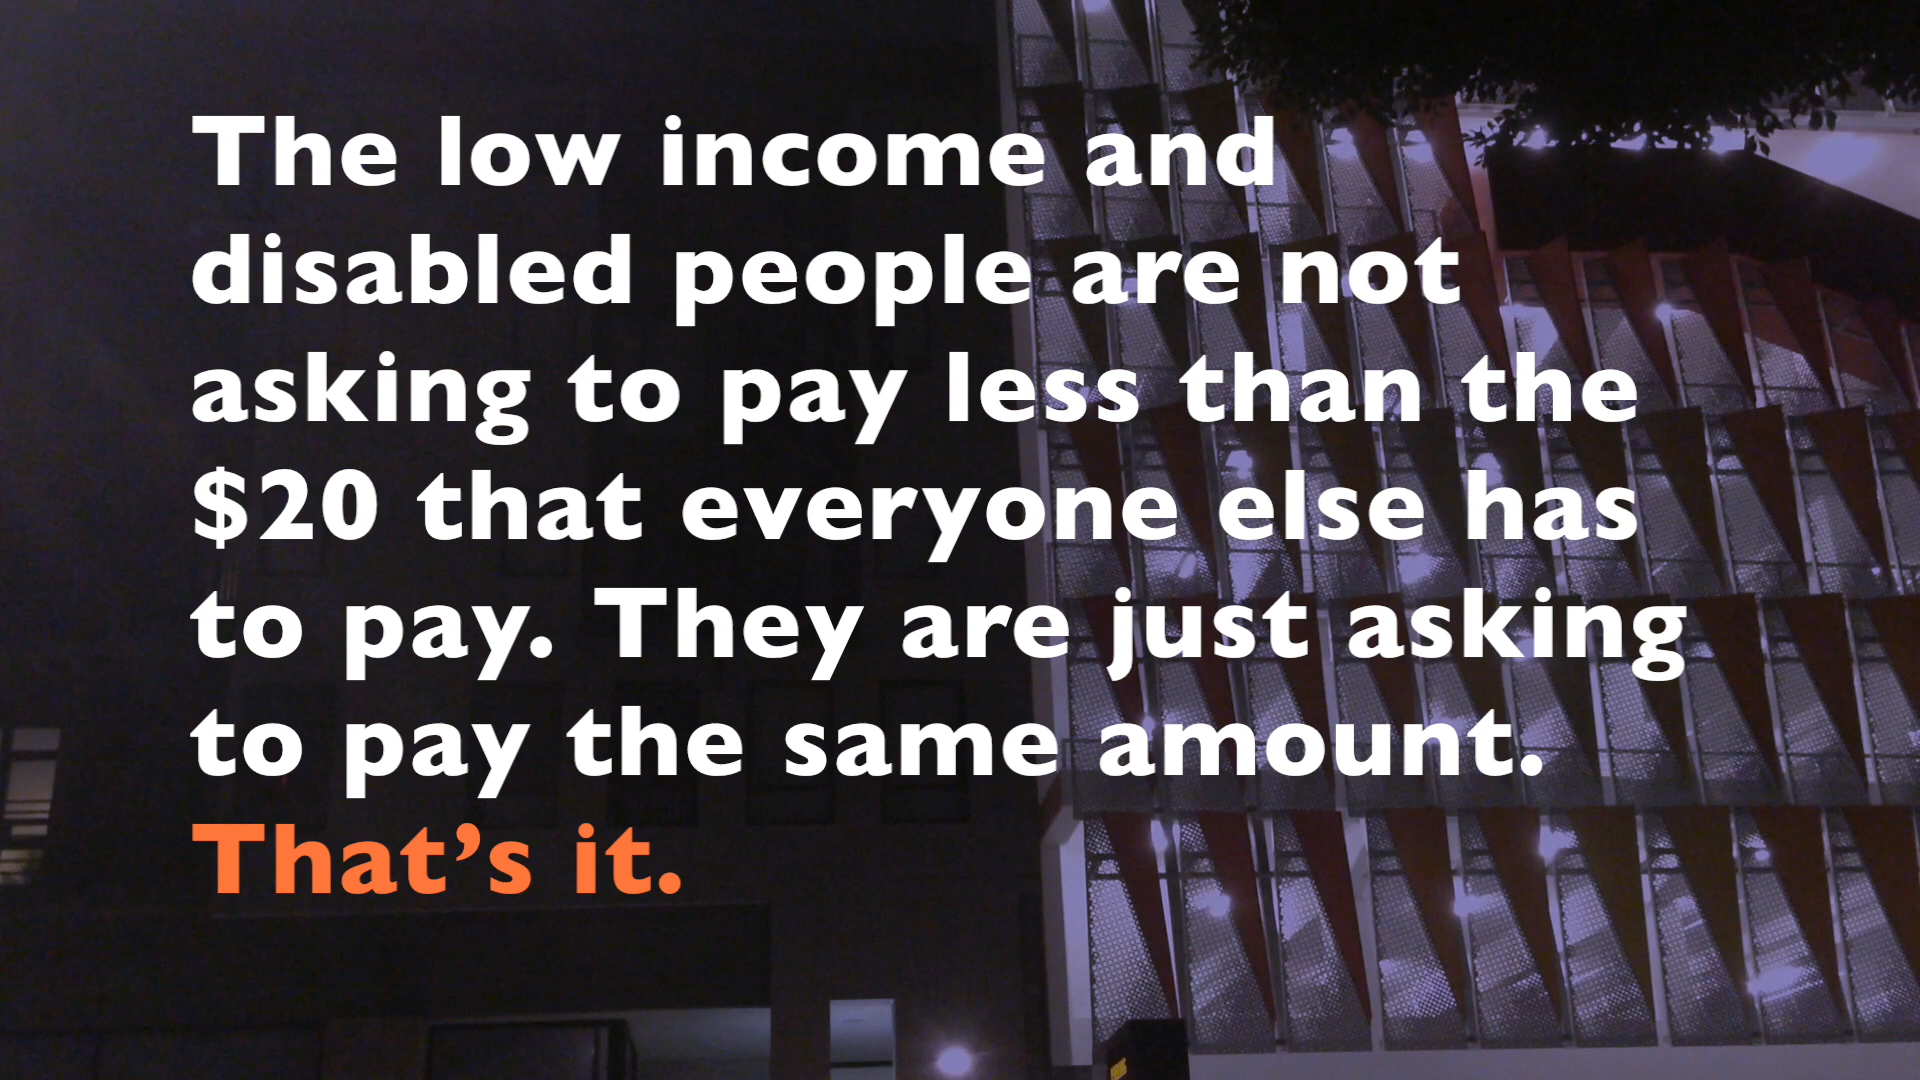 The low income and
disabled people are not
asking to pay less than the
$20 that everyone else has
to pay. They are just asking
to pay the same amount.
That’s it.